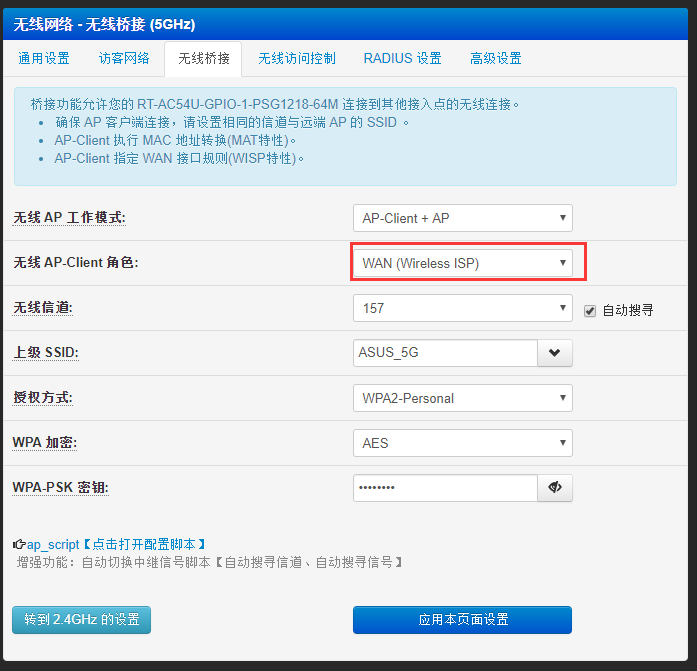 无线网络 - 无线桥接 (5GHz)
通用设置 访客网络 无线桥接 无线访问控制 RADIUS 设置 高级设置
桥接功能允许您的 RT-AC54U-GPIO-1-PSG1218-64M 连接到其他接入点的无线连接。
确保 AP 客户端连接，请设置相同的信道与远端 AP 的 SSID 。
AP-Client 执行 MAC 地址转换(MAT特性)。
AP-Client 指定 WAN 接口规则(WISP特性)。
无线 AP 工作模式: AP-Client + AP
无线 AP-Client 角色: WAN (Wireless ISP)
无线信道: 157 自动搜寻
上级 SSID: ASUS_5G
授权方式: WPA2-Personal
WPA 加密: AES
WPA-PSK 密钥: ••••••••
ap_script【点击打开配置脚本】
增强功能：自动切换中继信号脚本【自动搜寻信道、自动搜寻信号】
转到 2.4GHz 的设置 应用本页面设置